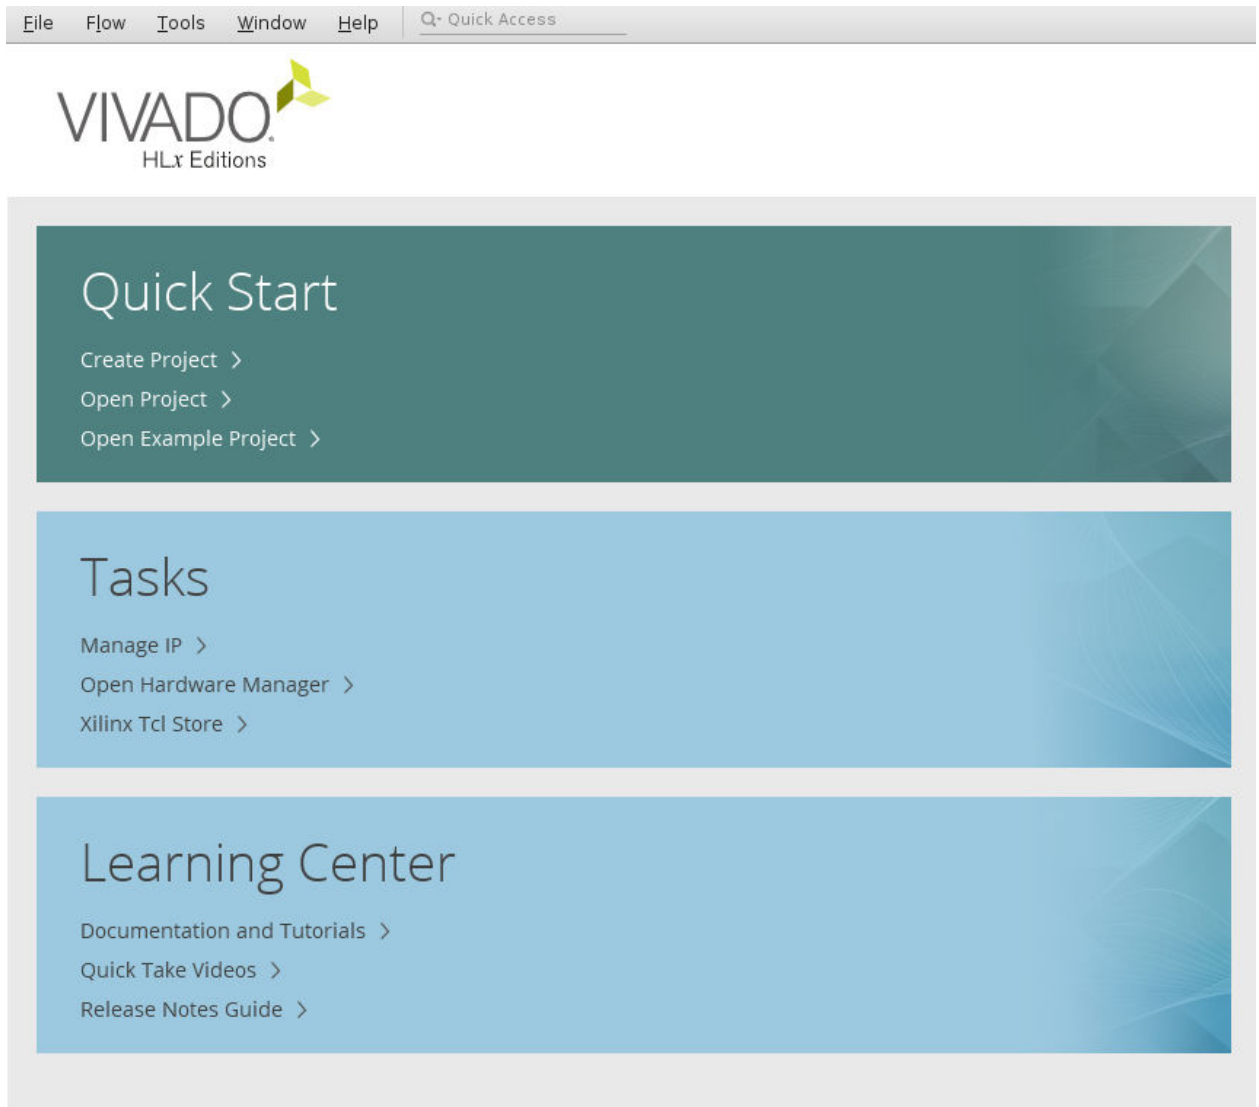 File Flow Tools Window Help Quick Access
VIVADO.
HLx Editions
Quick Start
Create Project >
Open Project >
Open Example Project >
Tasks
Manage IP >
Open Hardware Manager >
Xilinx Tcl Store >
Learning Center
Documentation and Tutorials >
Quick Take Videos >
Release Notes Guide >